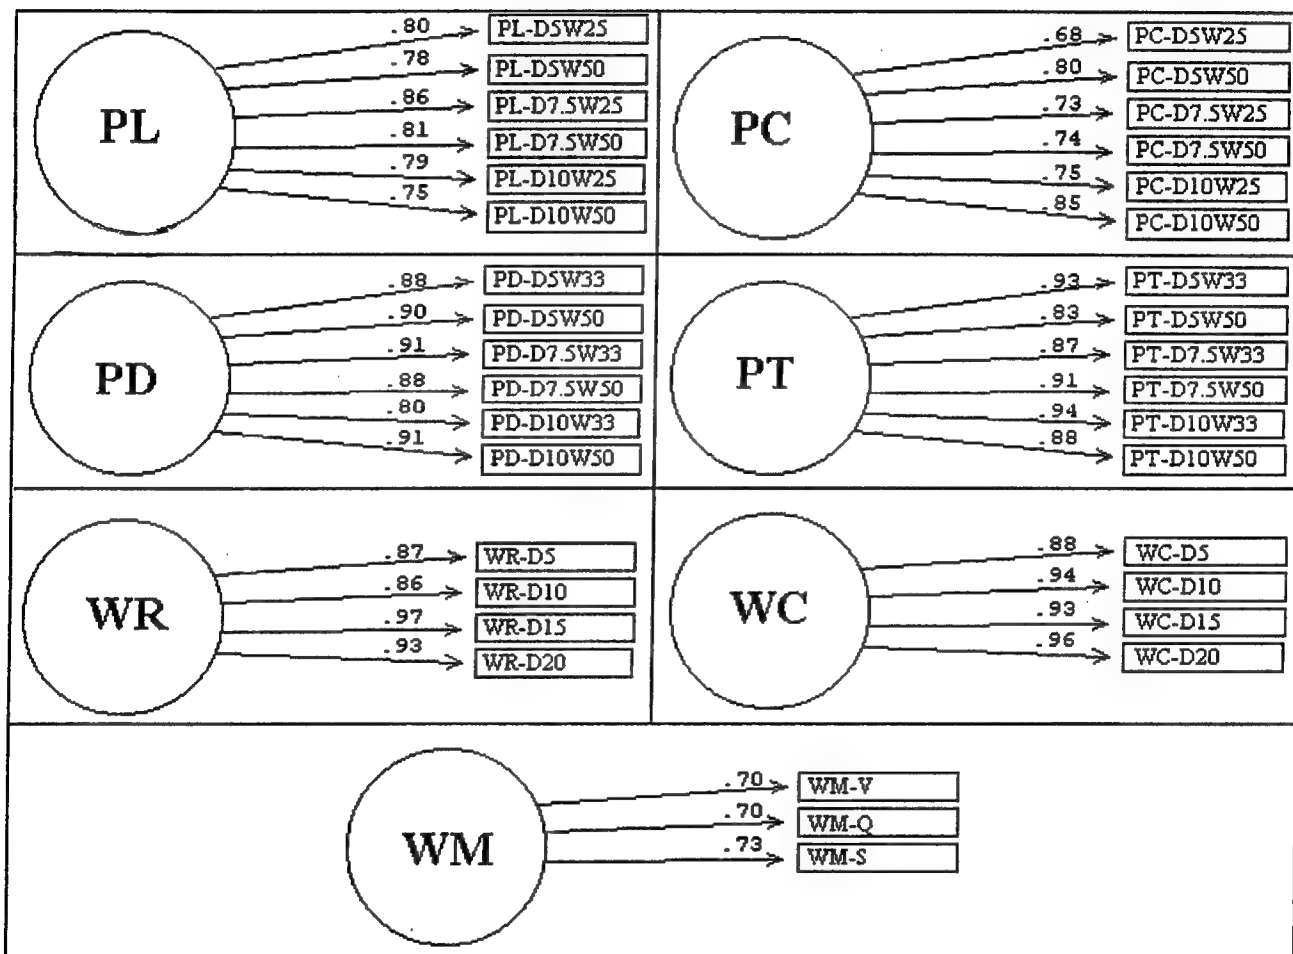 PL
.80 PL-D5W25
.78 PL-D5W50
.86 PL-D7.5W25
.81 PL-D7.5W50
.79 PL-D10W25
.75 PL-D10W50
PC
.68 PC-D5W25
.80 PC-D5W50
.73 PC-D7.5W25
.74 PC-D7.5W50
.75 PC-D10W25
.85 PC-D10W50
PD
.88 PD-D5W33
.90 PD-D5W50
.91 PD-D7.5W33
.88 PD-D7.5W50
.80 PD-D10W33
.91 PD-D10W50
PT
.93 PT-D5W33
.83 PT-D5W50
.87 PT-D7.5W33
.91 PT-D7.5W50
.94 PT-D10W33
.88 PT-D10W50
WR
.87 WR-D5
.86 WR-D10
.97 WR-D15
.93 WR-D20
WC
.88 WC-D5
.94 WC-D10
.93 WC-D15
.96 WC-D20
WM
.70 WM-V
.70 WM-Q
.73 WM-S